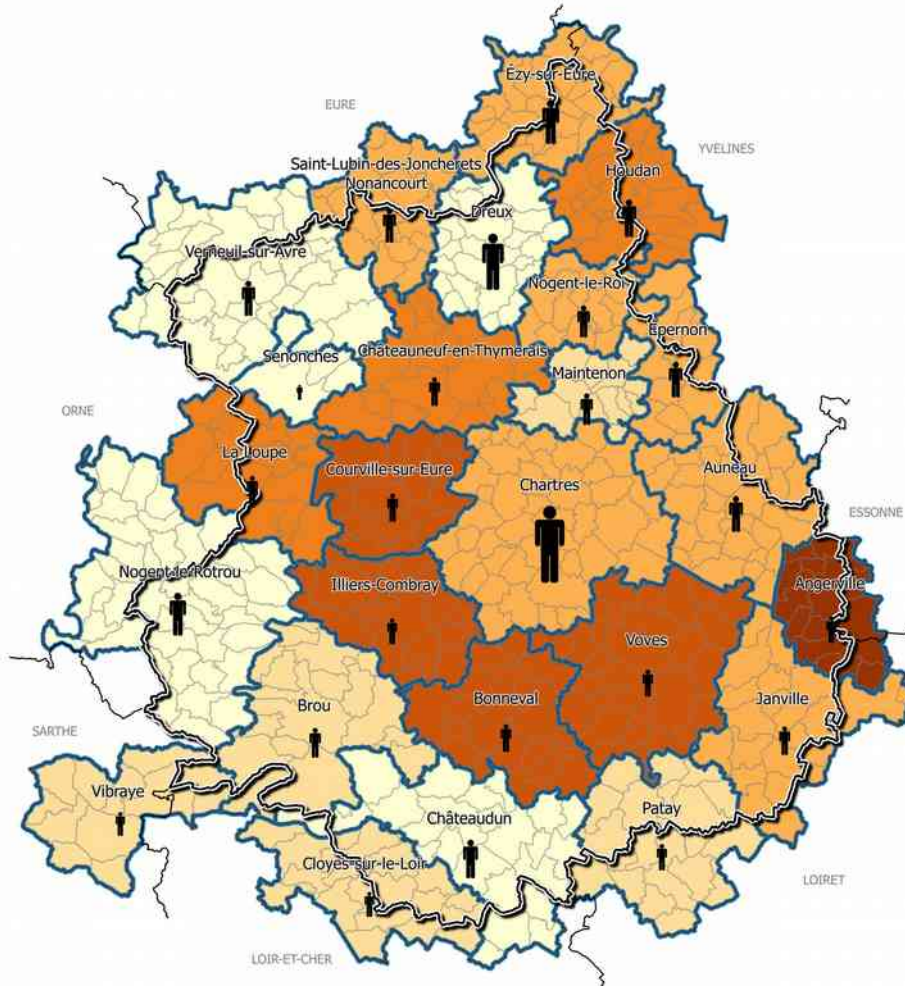 Ézy-sur-Eure
EURE
YVELINES
Saint-Lubin-des-Joncherets
Nonancourt
Houdan
Dreux
Verneuil-sur-Avre
Nogent-le-Roi
Épernon
Senonches
Châteauneuf-en-Thymerais
Maintenon
ORNE
La Loupe
Courville-sur-Eure
Chartres
Auneau
ESSONNE
Nogent-le-Rotrou
Illiers-Combray
Angerville
Voves
Bonneval
Janville
Brou
SARTHE
Vibraye
Châteaudun
Patay
Cloyes-sur-le-Loir
LOIRET
LOIR-ET-CHER